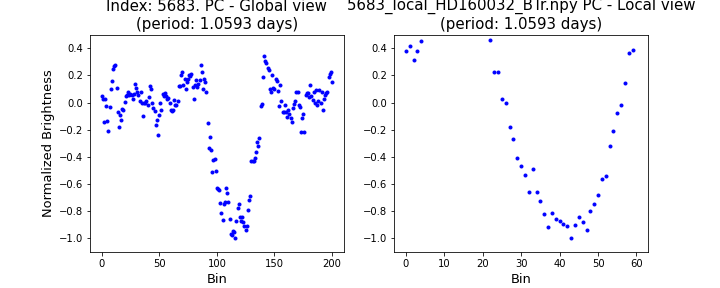 Index: 5683. PC - Global view
(period: 1.0593 days)
5683_local_HD160032_BTr.npy PC - Local view
(period: 1.0593 days)
Normalized Brightness
0.4
0.2
0.0
−0.2
−0.4
−0.6
−0.8
−1.0
0 50 100 150 200
Bin
0.4
0.2
0.0
−0.2
−0.4
−0.6
−0.8
−1.0
0 10 20 30 40 50 60
Bin